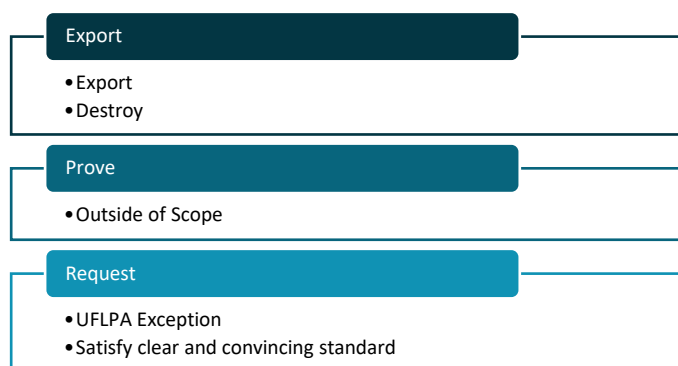 Export
•Export
•Destroy
Prove
•Outside of Scope
Request
•UFLPA Exception
•Satisfy clear and convincing standard